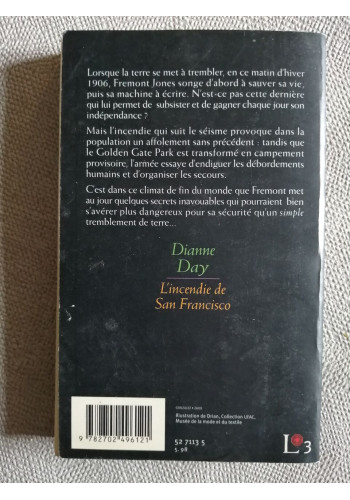 Lorsque la terre se met à trembler, en ce matin d'hiver
1906, Fremont Jones songe d'abord à sauver sa vie,
puis sa machine à écrire. N'est-ce pas cette dernière
qui lui permet de subsister et de gagner chaque jour son
indépendance ?
Mais l'incendie qui suit le séisme provoque dans la
population un affolement sans précédent : tandis que
le Golden Gate Park est transformé en campement
provisoire, l'armée essaye d'endiguer les débordements
humains et d'organiser les secours.
C'est dans ce climat de fin du monde que Fremont met
au jour quelques secrets inavouables qui pourraient bien
s'avérer plus dangereux pour sa sécurité qu'un simple
tremblement de terre...
Dianne
Day
L'incendie de
San Francisco
Illustration de Drian, Collection UFAC,
Musée de la mode et du textile
52 7113 5
5. 98
9 782702 496121
L 3